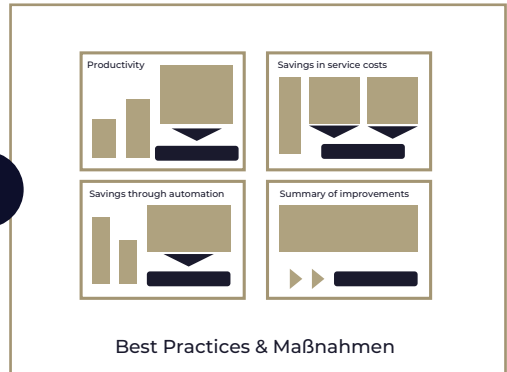 Productivity
Savings in service costs
Savings through automation
Summary of improvements
Best Practices & Maßnahmen